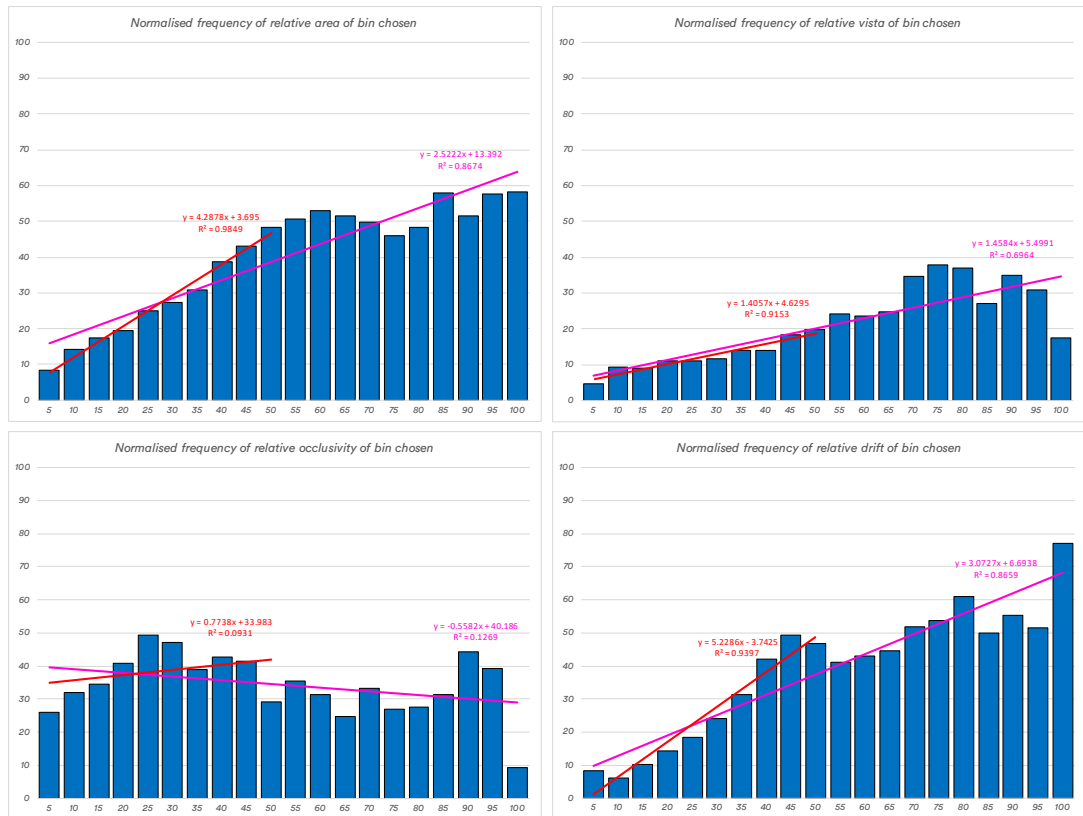 Normalised frequency of relative area of bin chosen
100
90
80
70
60
50
40
30
20
10
0
y = 2.5222x + 13.392
R² = 0.8674
y = 4.2878x + 3.695
R² = 0.9849
5 10 15 20 25 30 35 40 45 50 55 60 65 70 75 80 85 90 95 100
Normalised frequency of relative vista of bin chosen
100
90
80
70
60
50
40
30
20
10
0
y = 1.4584x + 5.4991
R² = 0.6964
y = 1.4057x + 4.6295
R² = 0.9153
5 10 15 20 25 30 35 40 45 50 55 60 65 70 75 80 85 90 95 100
Normalised frequency of relative occlusivity of bin chosen
100
90
80
70
60
50
40
30
20
10
0
y = 0.7738x + 33.983
R² = 0.0931
y = -0.5582x + 40.186
R² = 0.1269
5 10 15 20 25 30 35 40 45 50 55 60 65 70 75 80 85 90 95 100
Normalised frequency of relative drift of bin chosen
100
90
80
70
60
50
40
30
20
10
0
y = 3.0727x + 6.6938
R² = 0.8659
y = 5.2286x - 3.7425
R² = 0.9397
5 10 15 20 25 30 35 40 45 50 55 60 65 70 75 80 85 90 95 100